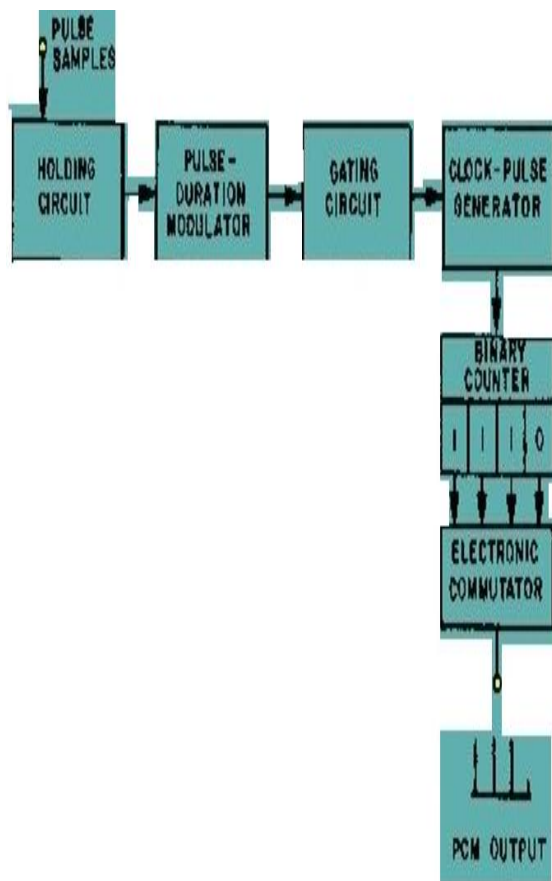 PULSE
SAMPLES
HOLDING
CIRCUIT
PULSE-
DURATION
MODULATOR
GATING
CIRCUIT
CLOCK-PULSE
GENERATOR
BINARY
COUNTER
1 1 1 0
ELECTRONIC
COMMUTATOR
PCM OUTPUT